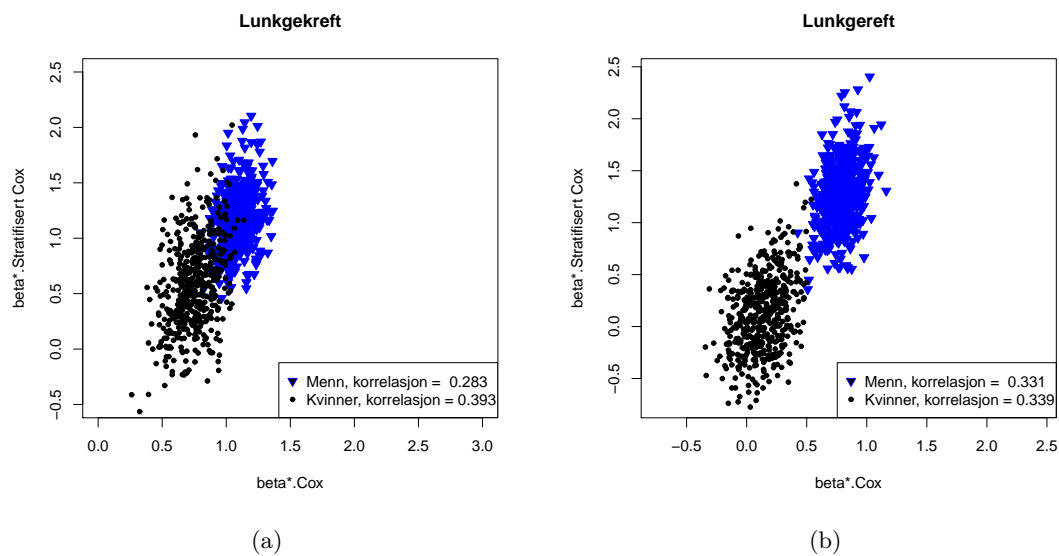 Lunkgekreft
beta*.Stratifisert Cox
2.5
2.0
1.5
1.0
0.5
0.0
−0.5
Menn, korrelasjon = 0.283
Kvinner, korrelasjon = 0.393
0.0 0.5 1.0 1.5 2.0 2.5 3.0
beta*.Cox
(a)
Lunkgereft
beta*.Stratifisert Cox
2.5
2.0
1.5
1.0
0.5
0.0
−0.5
Menn, korrelasjon = 0.331
Kvinner, korrelasjon = 0.339
−0.5 0.0 0.5 1.0 1.5 2.0 2.5
beta*.Cox
(b)